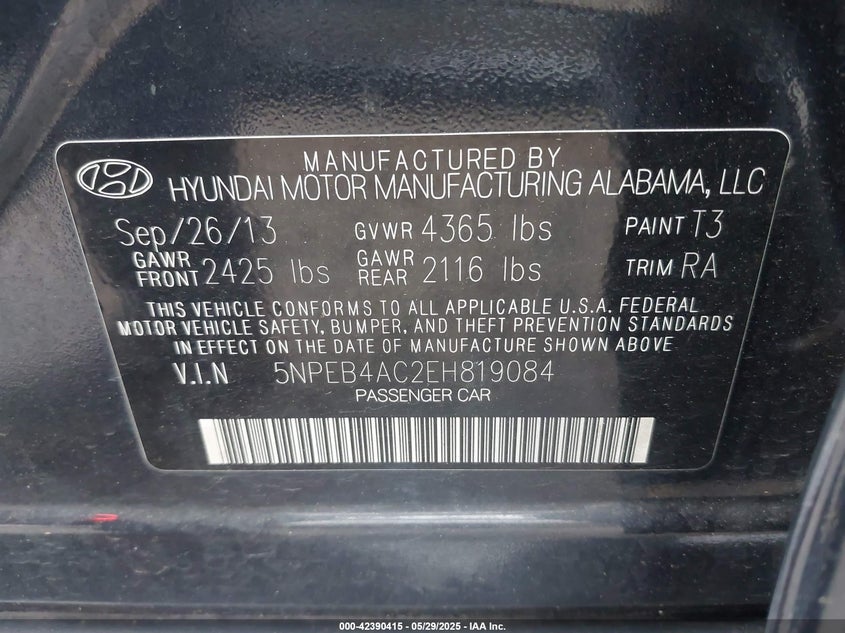 MANUFACTURED BY
HYUNDAI MOTOR MANUFACTURING ALABAMA, LLC
Sep/26/13 GVWR 4365 lbs PAINT T3
GAWR FRONT 2425 lbs GAWR REAR 2116 lbs TRIM RA
THIS VEHICLE CONFORMS TO ALL APPLICABLE U.S.A. FEDERAL
MOTOR VEHICLE SAFETY, BUMPER, AND THEFT PREVENTION STANDARDS
IN EFFECT ON THE DATE OF MANUFACTURE SHOWN ABOVE
V.I.N 5NPEB4AC2EH819084
PASSENGER CAR
000-42390415 - 05/29/2025 - IAA Inc.